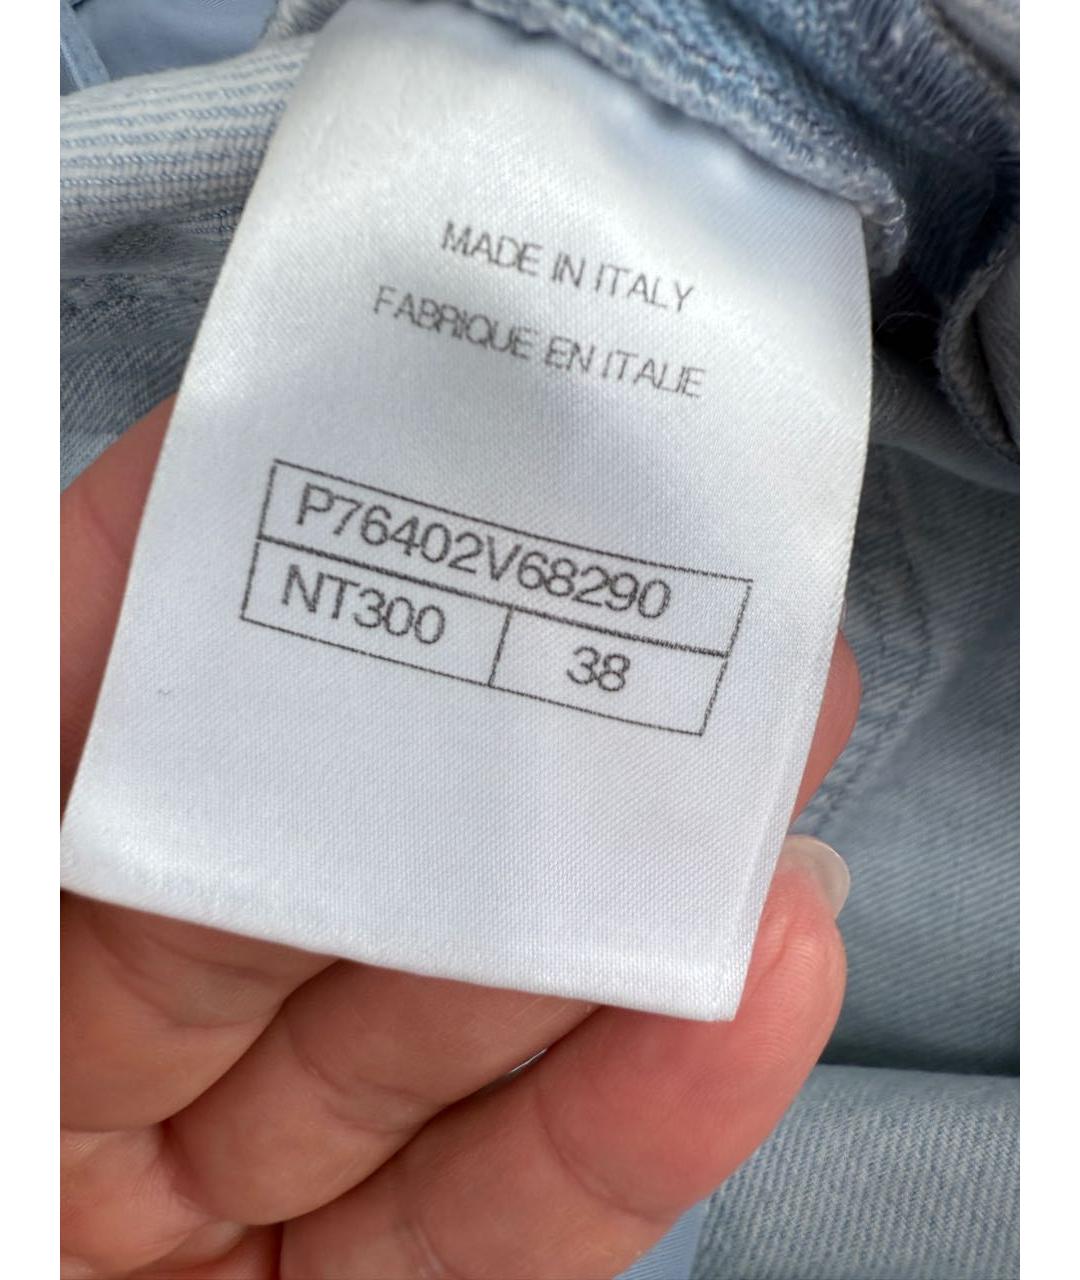 MADE IN ITALY
FABRIQUE EN ITALIE
P76402V68290
NT300 38